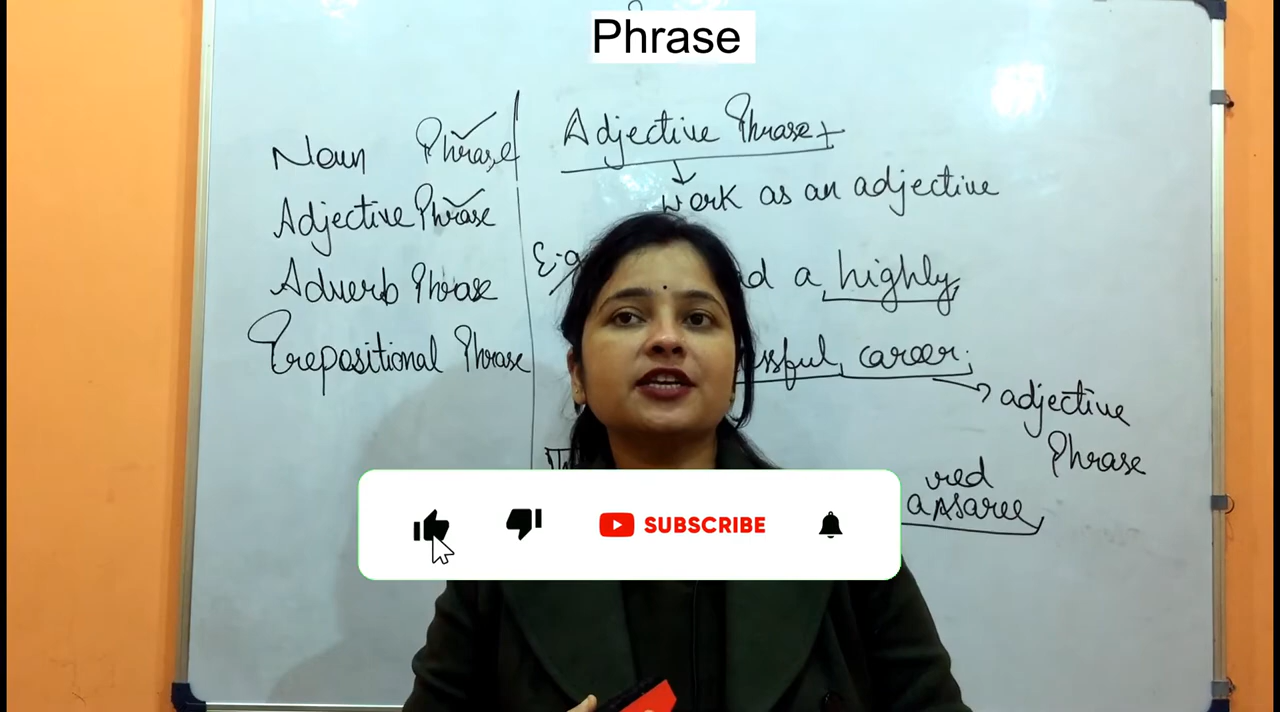 Phrase
Noun Phrase
Adjective Phrase
Adverb Phrase
Prepositional Phrase
Adjective Phrase
work as an adjective
a highly
career.
adjective
Phrase
red
a saree
SUBSCRIBE